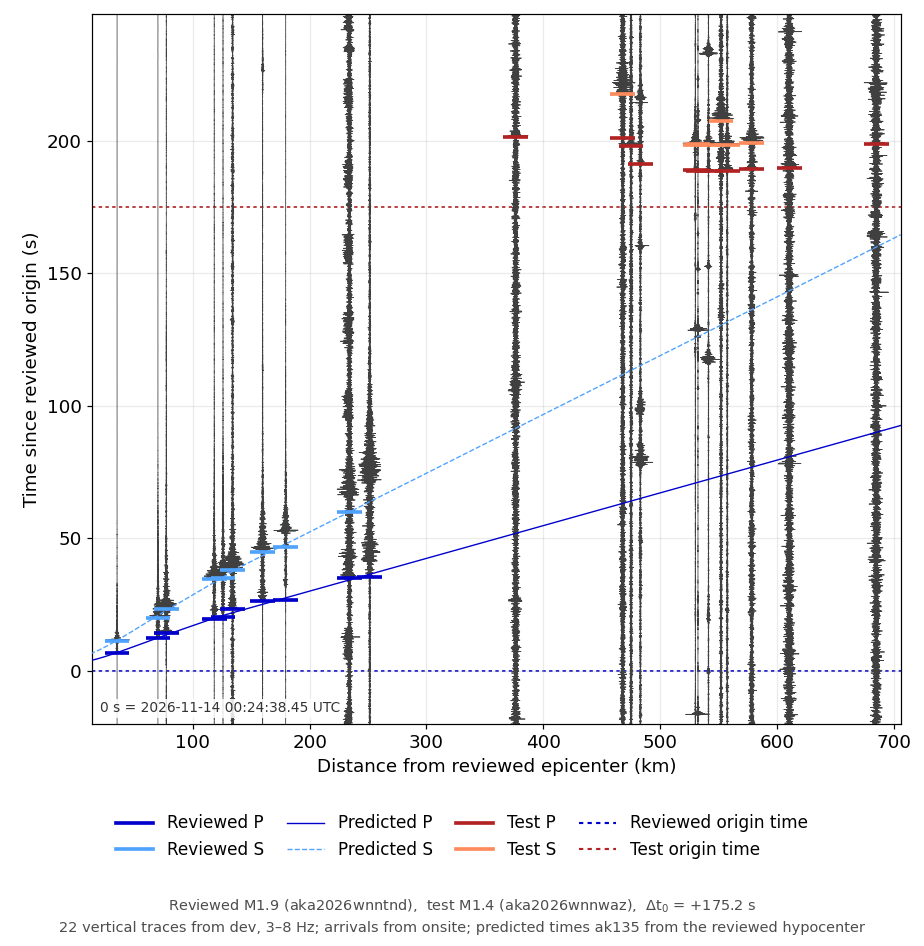 Time since reviewed origin (s)
200
150
100
50
0
0 s = 2026-11-14 00:24:38.45 UTC
100 200 300 400 500 600 700
Distance from reviewed epicenter (km)
Reviewed P Predicted P Test P Reviewed origin time
Reviewed S Predicted S Test S Test origin time
Reviewed M1.9 (aka2026wnntnd), test M1.4 (aka2026wnnwaz), Δt₀ = +175.2 s
22 vertical traces from dev, 3–8 Hz; arrivals from onsite; predicted times ak135 from the reviewed hypocenter